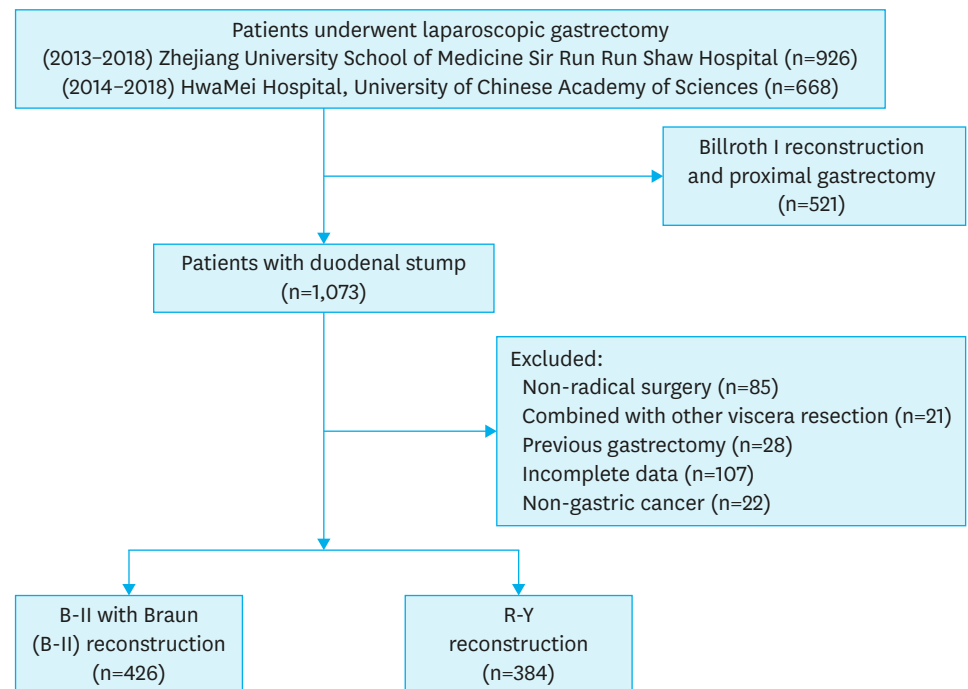 Patients underwent laparoscopic gastrectomy
(2013–2018) Zhejiang University School of Medicine Sir Run Run Shaw Hospital (n=926)
(2014–2018) HwaMei Hospital, University of Chinese Academy of Sciences (n=668)
Billroth I reconstruction
and proximal gastrectomy
(n=521)
Patients with duodenal stump
(n=1,073)
Excluded:
Non-radical surgery (n=85)
Combined with other viscera resection (n=21)
Previous gastrectomy (n=28)
Incomplete data (n=107)
Non-gastric cancer (n=22)
B-II with Braun
(B-II) reconstruction
(n=426)
R-Y
reconstruction
(n=384)